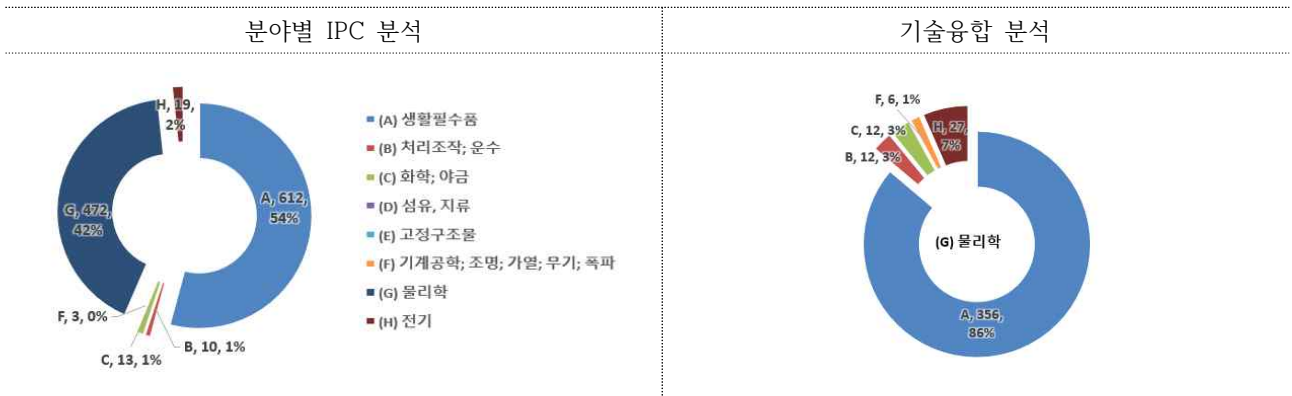 분야별 IPC 분석
기술융합 분석
H, 19,
2%
A, 612,
54%
G, 472,
42%
F, 3, 0%
C, 13, 1%
B, 10, 1%
(A) 생활필수품
(B) 처리조작; 운수
(C) 화학; 야금
(D) 섬유, 지류
(E) 고정구조물
(F) 기계공학; 조명; 가열; 무기; 폭파
(G) 물리학
(H) 전기
F, 6, 1%
C, 12, 3%
B, 12, 3%
H, 27,
7%
(G) 물리학
A, 356,
86%